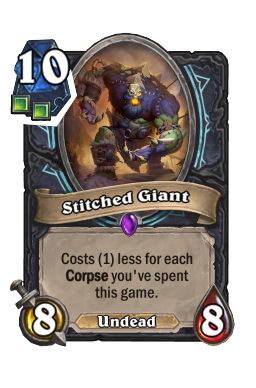 10
Stitched Giant
Costs (1) less for each
Corpse you've spent
this game.
8
Undead
8